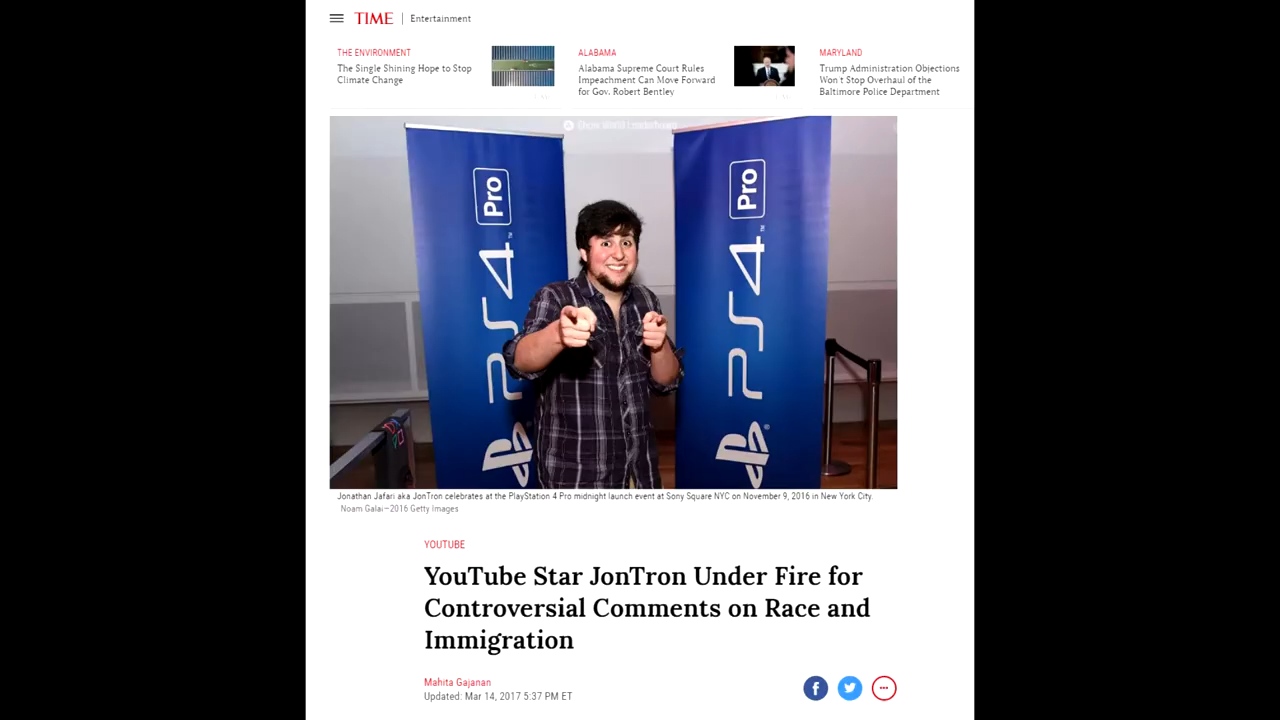 TIME | Entertainment
THE ENVIRONMENT
The Single Shining Hope to Stop
Climate Change
ALABAMA
Alabama Supreme Court Rules
Impeachment Can Move Forward
for Gov. Robert Bentley
MARYLAND
Trump Administration Objections
Won't Stop Overhaul of the
Baltimore Police Department
PS4 Pro
PS4 Pro
Jonathan Jafari aka JonTron celebrates at the PlayStation 4 Pro midnight launch event at Sony Square NYC on November 9, 2016 in New York City.
Noam Galai—2016 Getty Images
YOUTUBE
YouTube Star JonTron Under Fire for
Controversial Comments on Race and
Immigration
Mahita Gajanan
Updated: Mar 14, 2017 5:37 PM ET